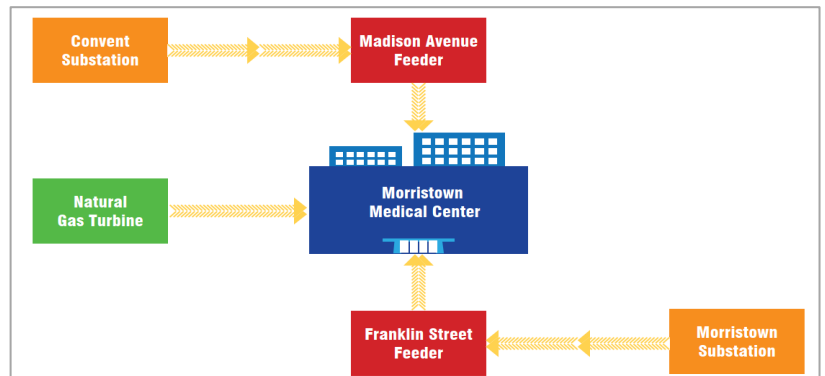 Convent
Substation
Madison Avenue
Feeder
Natural
Gas Turbine
Morristown
Medical Center
Franklin Street
Feeder
Morristown
Substation